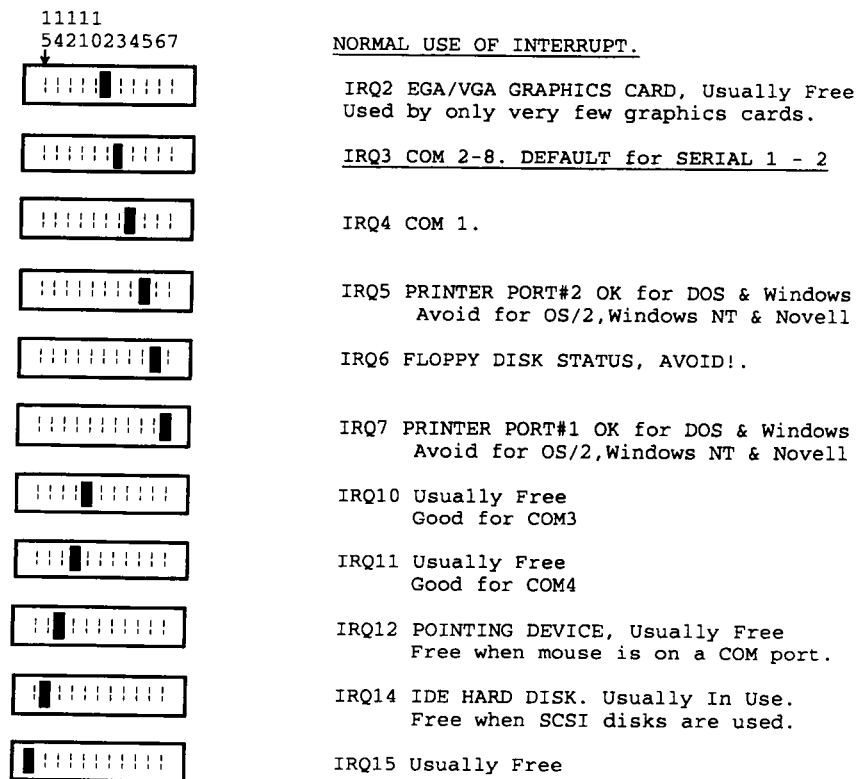 11111
54210234567
NORMAL USE OF INTERRUPT.
IRQ2 EGA/VGA GRAPHICS CARD, Usually Free
Used by only very few graphics cards.
IRQ3 COM 2-8. DEFAULT for SERIAL 1 - 2
IRQ4 COM 1.
IRQ5 PRINTER PORT#2 OK for DOS & Windows
Avoid for OS/2,Windows NT & Novell
IRQ6 FLOPPY DISK STATUS, AVOID!.
IRQ7 PRINTER PORT#1 OK for DOS & Windows
Avoid for OS/2,Windows NT & Novell
IRQ10 Usually Free
Good for COM3
IRQ11 Usually Free
Good for COM4
IRQ12 POINTING DEVICE, Usually Free
Free when mouse is on a COM port.
IRQ14 IDE HARD DISK. Usually In Use.
Free when SCSI disks are used.
IRQ15 Usually Free